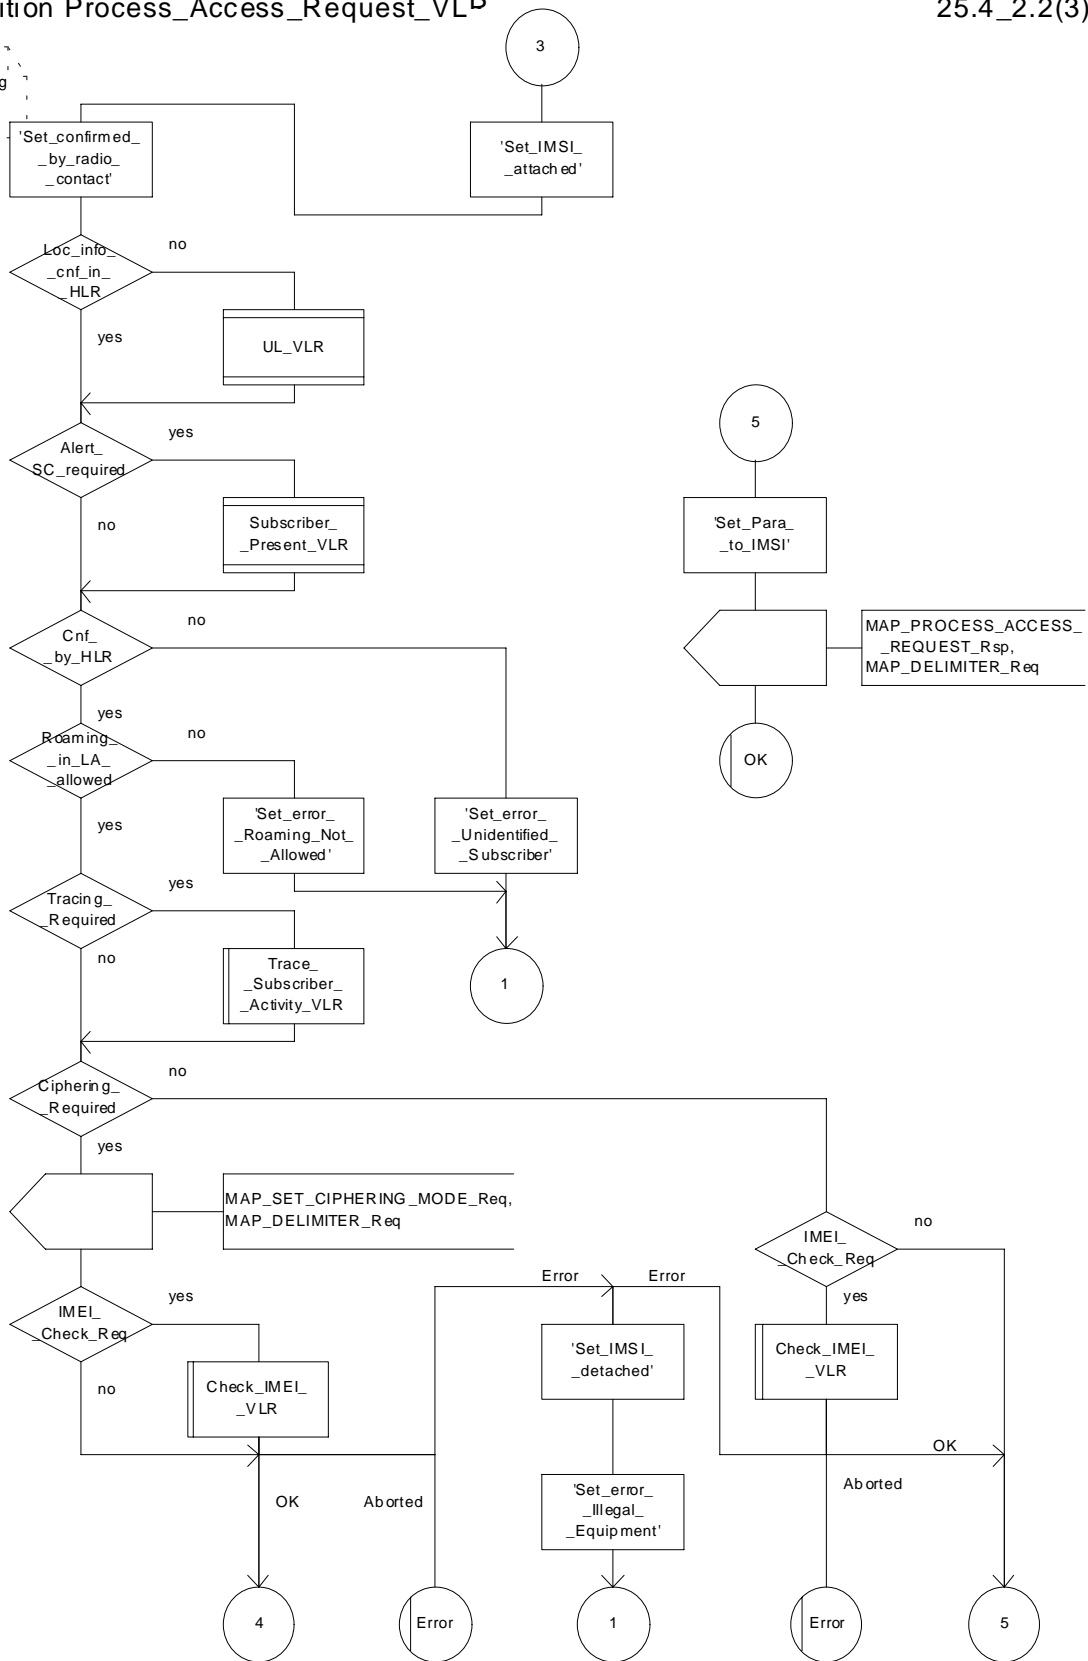 ition Process_Access_Request_VLR
25.4_2.2(3)
3
g
'Set_confirmed_
_by_radio_
_contact'
'Set_IMSI_
_attached'
Loc_info_
_cnf_in_
_HLR
no
yes
UL_VLR
Alert_
SC_required
yes
no
Subscriber_
_Present_VLR
5
'Set_Para_
_to_IMSI'
Cnf_
_by_HLR
no
yes
MAP_PROCESS_ACCESS_
_REQUEST_Rsp,
MAP_DELIMITER_Req
OK
Roaming_
_in_LA_
_allowed
no
yes
'Set_error_
_Roaming_Not_
_Allowed'
'Set_error_
_Unidentified_
_Subscriber'
Tracing_
_Required
yes
no
Trace_
_Subscriber_
_Activity_VLR
1
Ciphering_
_Required
no
yes
MAP_SET_CIPHERING_MODE_Req,
MAP_DELIMITER_Req
IMEI_
_Check_Req
no
yes
Error
Error
IMEI_
_Check_Req
yes
no
Check_IMEI_
_VLR
'Set_IMSI_
_detached'
Check_IMEI_
_VLR
OK
Aborted
OK
Aborted
'Set_error_
_Illegal_
_Equipment'
4
Error
1
Error
5